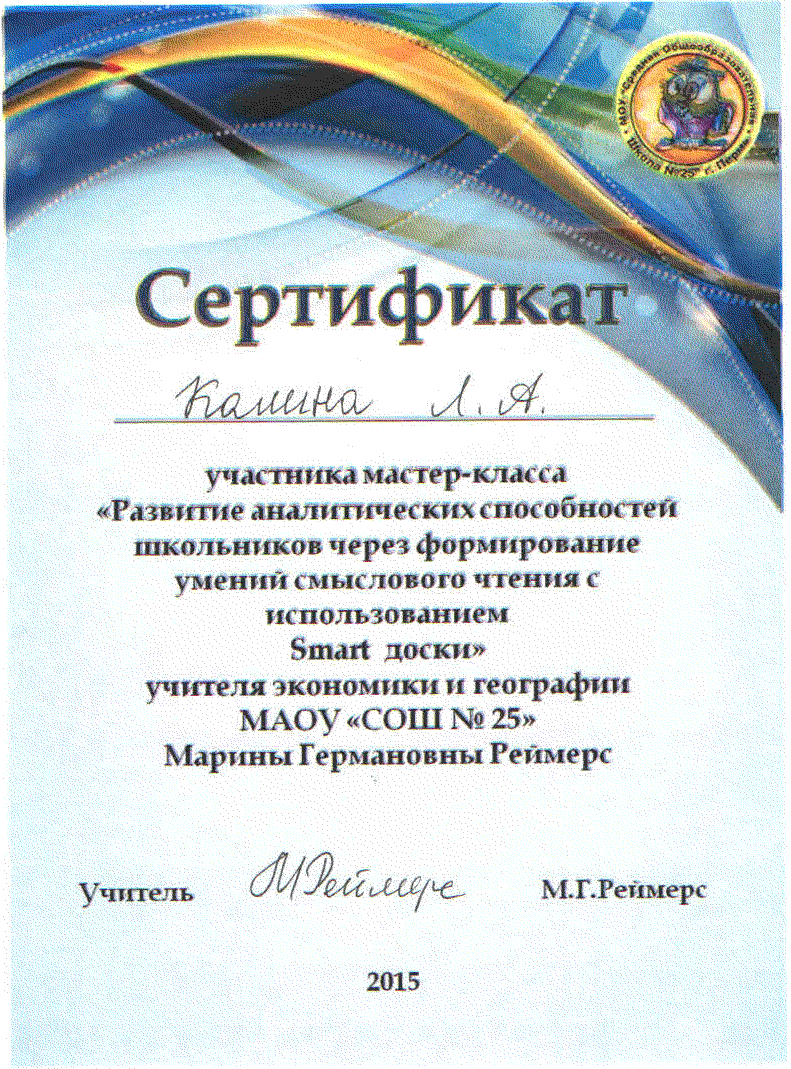 МОУ «Средняя Общеобразовательная
Школа №25" г. Пермь
Сертификат
Калина Л. А.
участника мастер-класса
«Развитие аналитических способностей
школьников через формирование
умений смыслового чтения с
использованием
Smart доски»
учителя экономики и географии
МАОУ «СОШ № 25»
Марины Германовны Реймерс
Учитель МРеймерс М.Г.Реймерс
2015